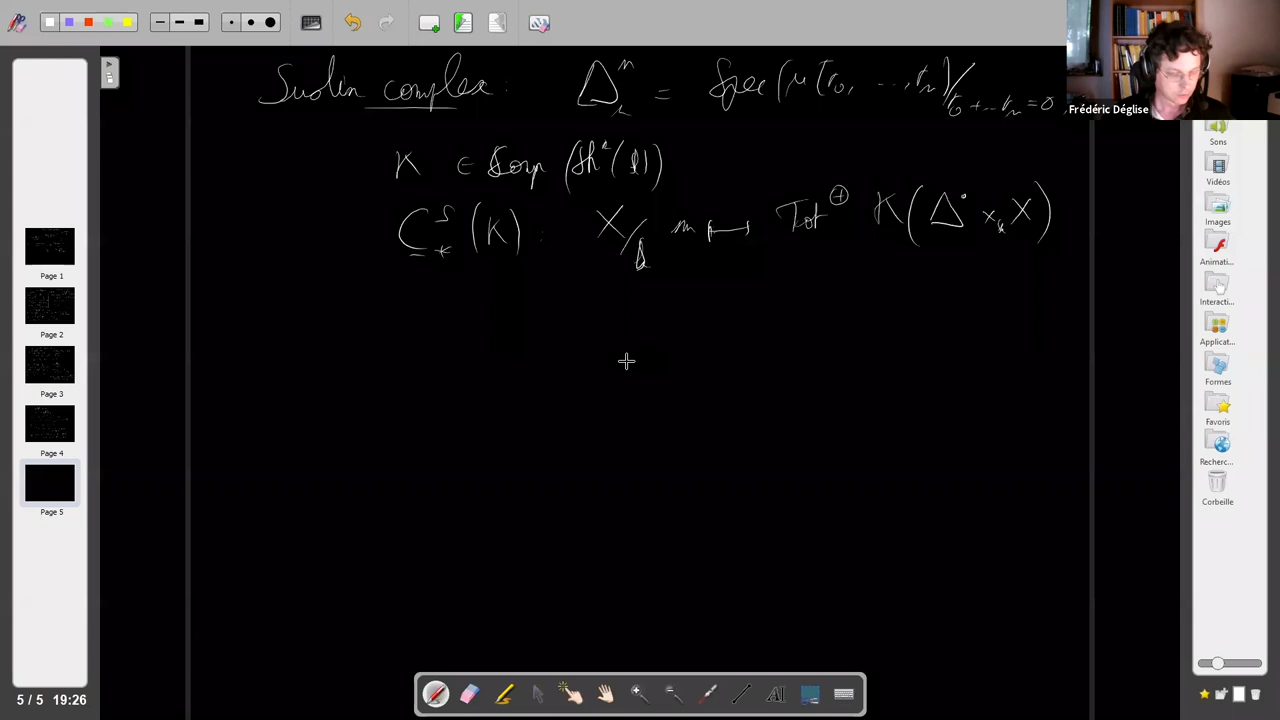 Frédéric Déglise
Suslin complex :
Δ^n_k = Spec(k[t_0, ..., t_n]/t_0+...t_n=0
K ∈ Comp(Sh^tr(k))
C^S_*(K) : X/k ⟼ Tot^⊕ K(Δ^• ×_k X)
Page 1
Page 2
Page 3
Page 4
Page 5
5 / 5 19:26
Sons
Vidéos
Images
Animati...
Interacti...
Applicat...
Formes
Favoris
Recherc...
Corbeille